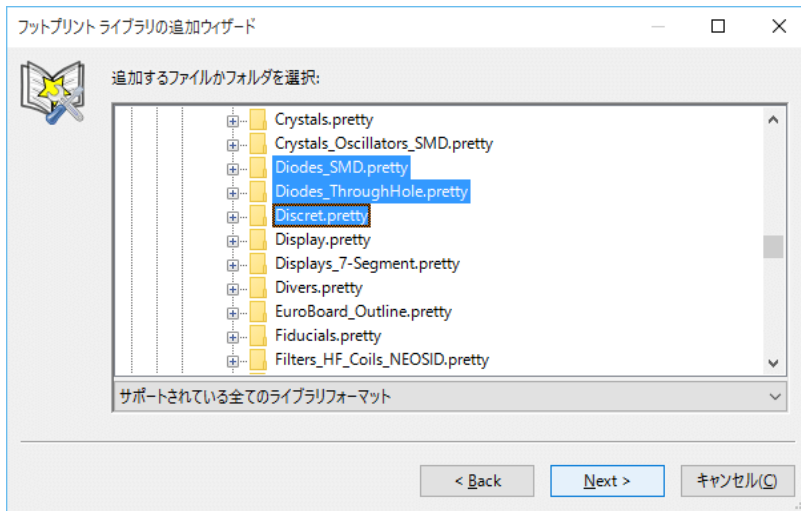 フットプリント ライブラリの追加ウィザード
追加するファイルかフォルダを選択:
Crystals.pretty
Crystals_Oscillators_SMD.pretty
Diodes_SMD.pretty
Diodes_ThroughHole.pretty
Discret.pretty
Display.pretty
Displays_7-Segment.pretty
Divers.pretty
EuroBoard_Outline.pretty
Fiducials.pretty
Filters_HF_Coils_NEOSID.pretty
サポートされている全てのライブラリフォーマット
< Back Next > キャンセル(C)